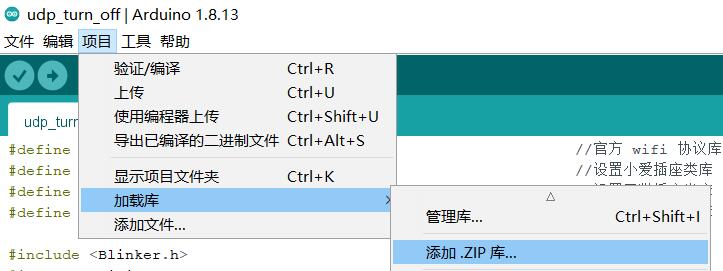 udp_turn_off | Arduino 1.8.13
文件 编辑 项目 工具 帮助
验证/编译 Ctrl+R
上传 Ctrl+U
使用编程器上传 Ctrl+Shift+U
导出已编译的二进制文件 Ctrl+Alt+S
显示项目文件夹 Ctrl+K
加载库
添加文件...
管理库... Ctrl+Shift+I
添加 .ZIP 库...
udp_turn
#define //官方 wifi 协议库
#define //设置小爱插座类库
#define
#define
#include <Blinker.h>